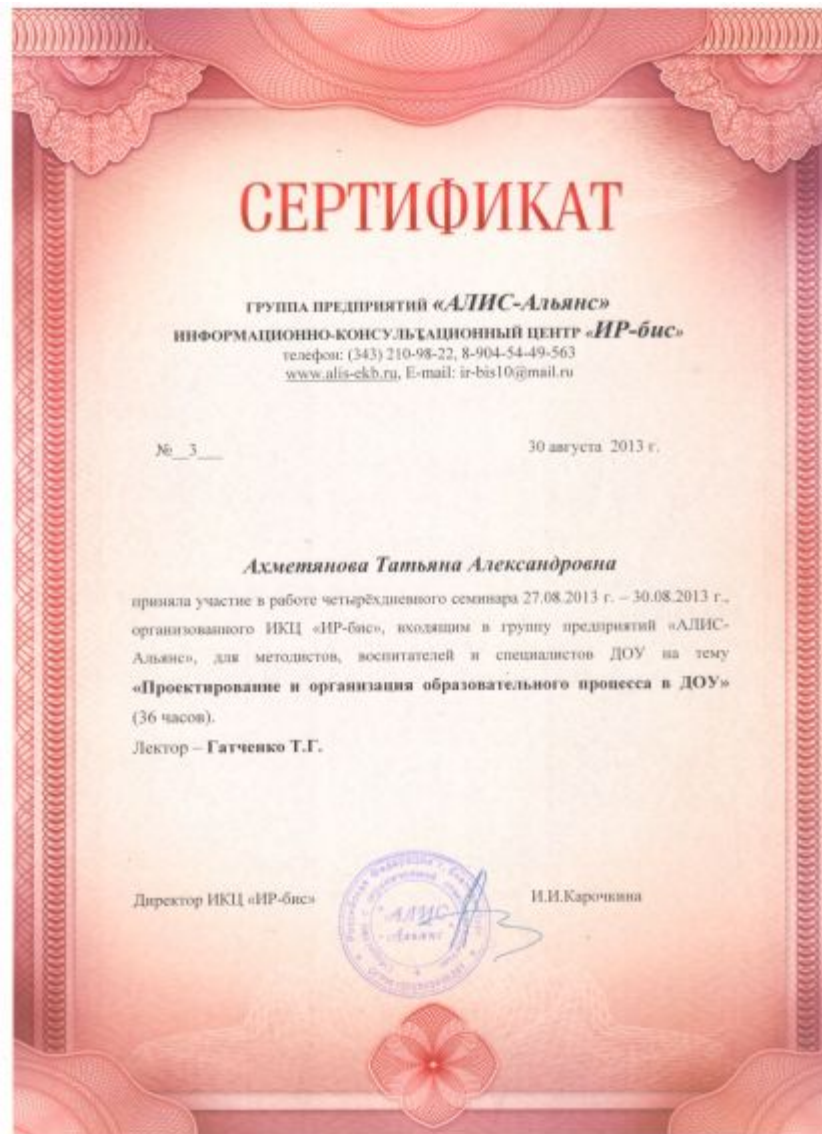 СЕРТИФИКАТ
ГРУППА ПРЕДПРИЯТИЙ «АЛИС-Альянс»
ИНФОРМАЦИОННО-КОНСУЛЬТАЦИОННЫЙ ЦЕНТР «ИР-бис»
телефон: (343) 210-98-22, 8-904-54-49-563
www.alis-ekb.ru, E-mail: ir-bis10@mail.ru
№__3___ 30 августа 2013 г.
Ахметянова Татьяна Александровна
приняла участие в работе четырёхдневного семинара 27.08.2013 г. – 30.08.2013 г.,
организованного ИКЦ «ИР-бис», входящим в группу предприятий «АЛИС-
Альянс», для методистов, воспитателей и специалистов ДОУ на тему
«Проектирование и организация образовательного процесса в ДОУ»
(36 часов).
Лектор – Гатченко Т.Г.
Директор ИКЦ «ИР-бис» И.И.Карочкина
Российская Федерация г.
АЛИС
Альянс